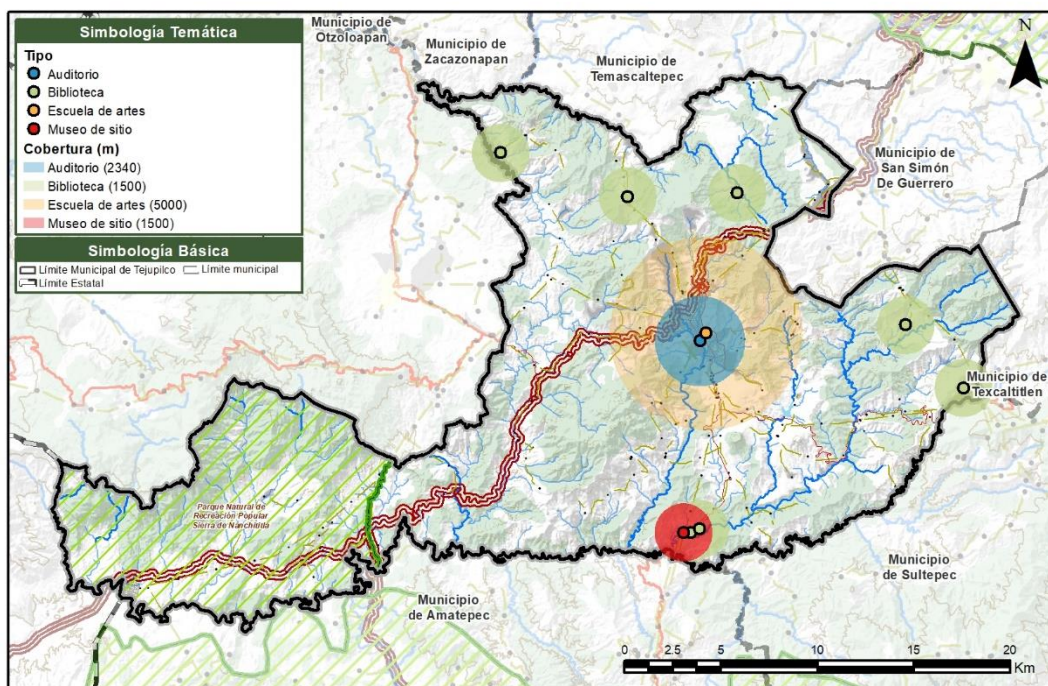 Simbología Temática
Tipo
Auditorio
Biblioteca
Escuela de artes
Museo de sitio
Cobertura (m)
Auditorio (2340)
Biblioteca (1500)
Escuela de artes (5000)
Museo de sitio (1500)
Simbología Básica
Límite Municipal de Tejupilco
Límite municipal
Límite Estatal
Municipio de
Otzoloapan
Municipio de
Zacazonapan
Municipio de
Temascaltepec
N
Municipio de
San Simón
De Guerrero
Municipio de
Texcaltitlen
Parque Natural de
Recreación Popular
Sierra de Nanchititla
Municipio
de Amatepec
Municipio
de Sultepec
0 2.5 5 10 15 20
Km